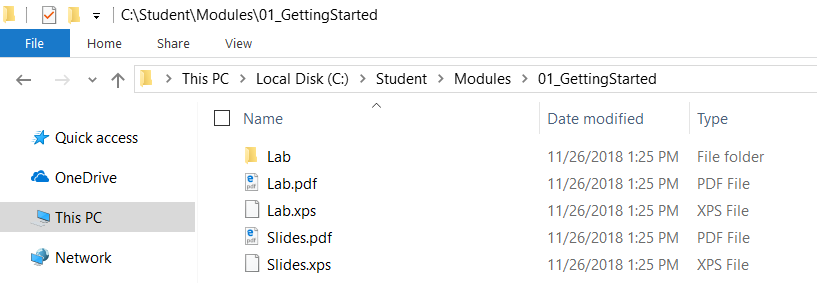 C:\Student\Modules\01_GettingStarted
File Home Share View
This PC Local Disk (C:) Student Modules 01_GettingStarted
Name Date modified Type
Quick access
OneDrive
This PC
Network
Lab 11/26/2018 1:25 PM File folder
pdf Lab.pdf 11/26/2018 1:25 PM PDF File
Lab.xps 11/26/2018 1:25 PM XPS File
pdf Slides.pdf 11/26/2018 1:25 PM PDF File
Slides.xps 11/26/2018 1:25 PM XPS File